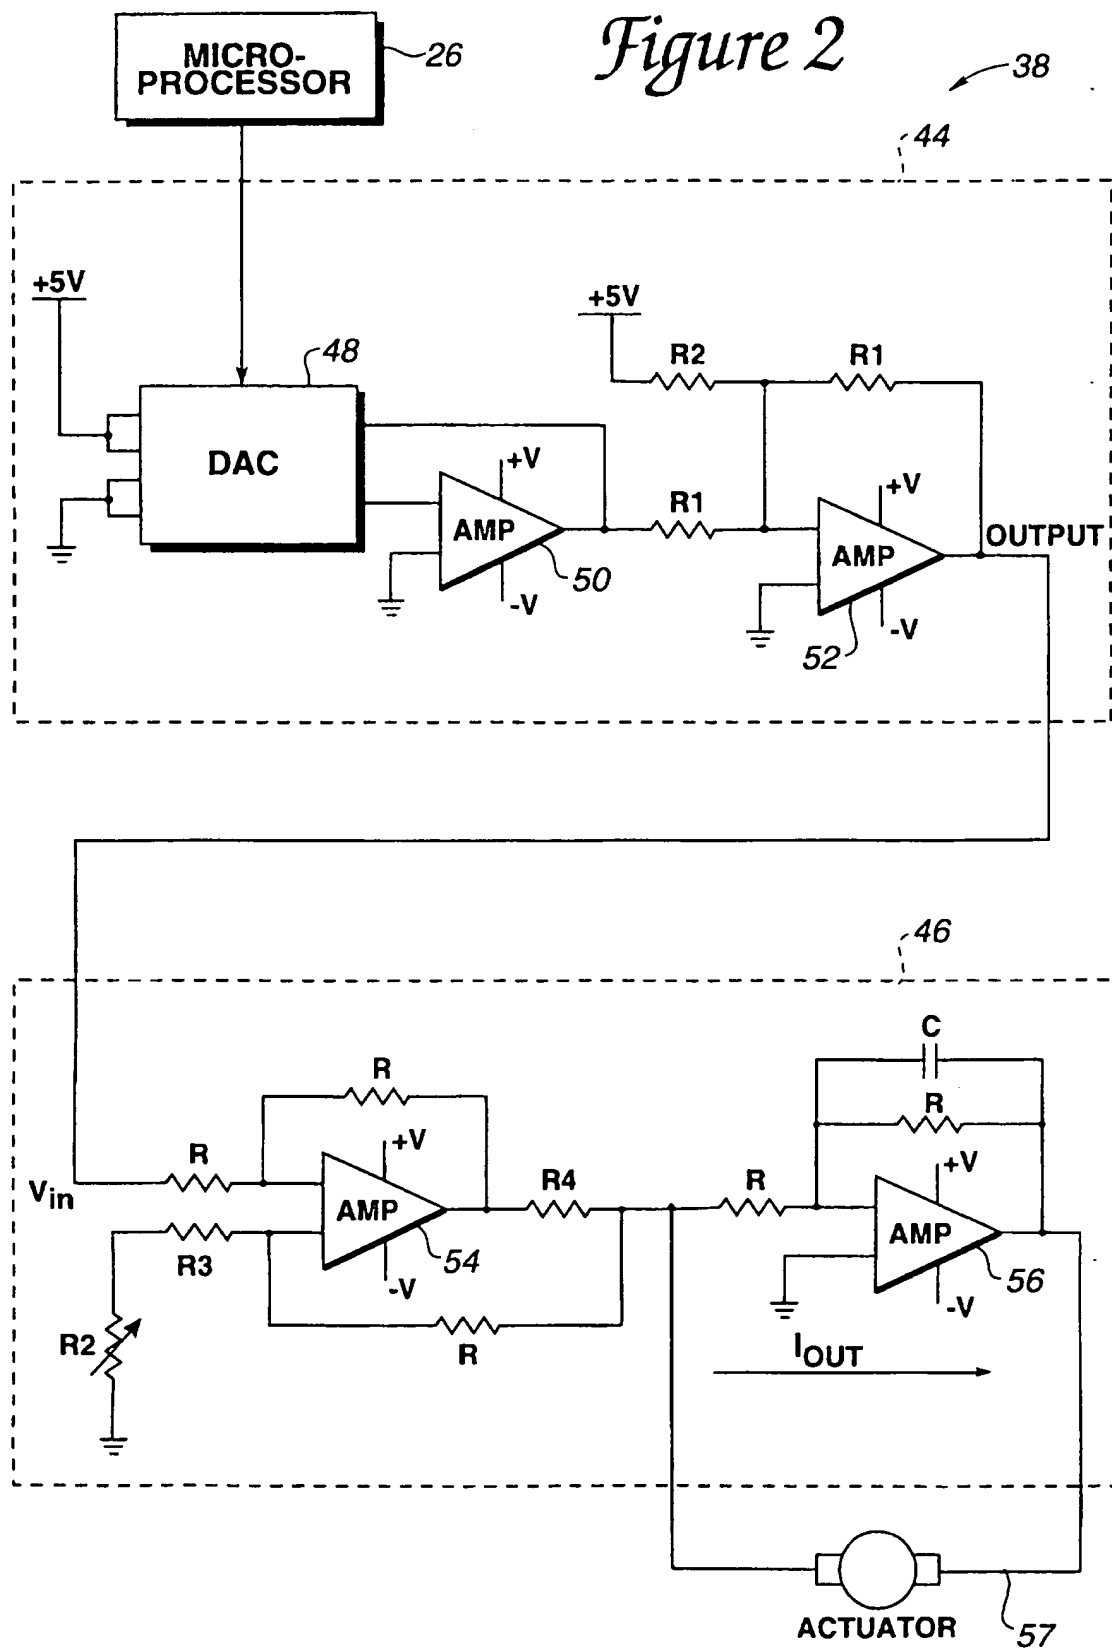 Figure 2
MICRO-
PROCESSOR
26
38
44
+5V
+5V
48
R2
R1
DAC
+V
+V
R1
AMP
AMP
OUTPUT
50
-V
52
-V
46
C
R
R
R
+V
+V
Vin
AMP
R4
R
AMP
R3
54
56
-V
-V
R2
R
IOUT
ACTUATOR
57